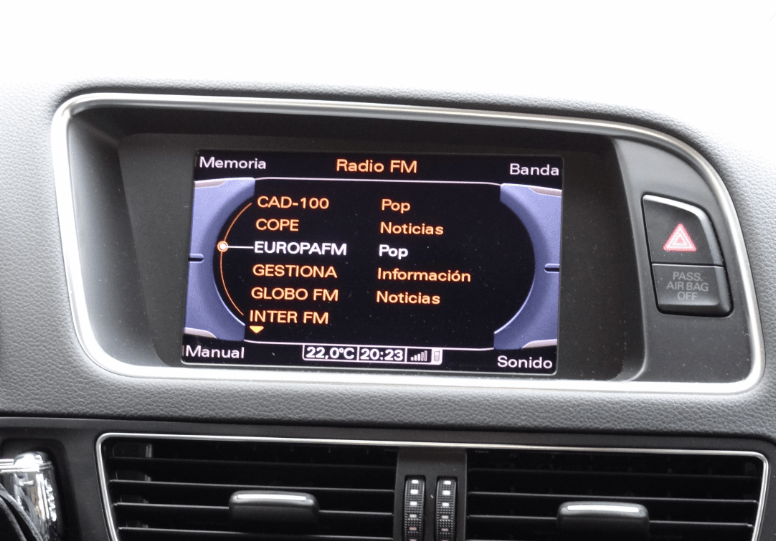 Memoria Radio FM Banda
CAD-100 Pop
COPE Noticias
EUROPAFM Pop
GESTIONA Información
GLOBO FM Noticias
INTER FM
Manual 22,0°C 20:23 Sonido
PASS.
AIR BAG
OFF